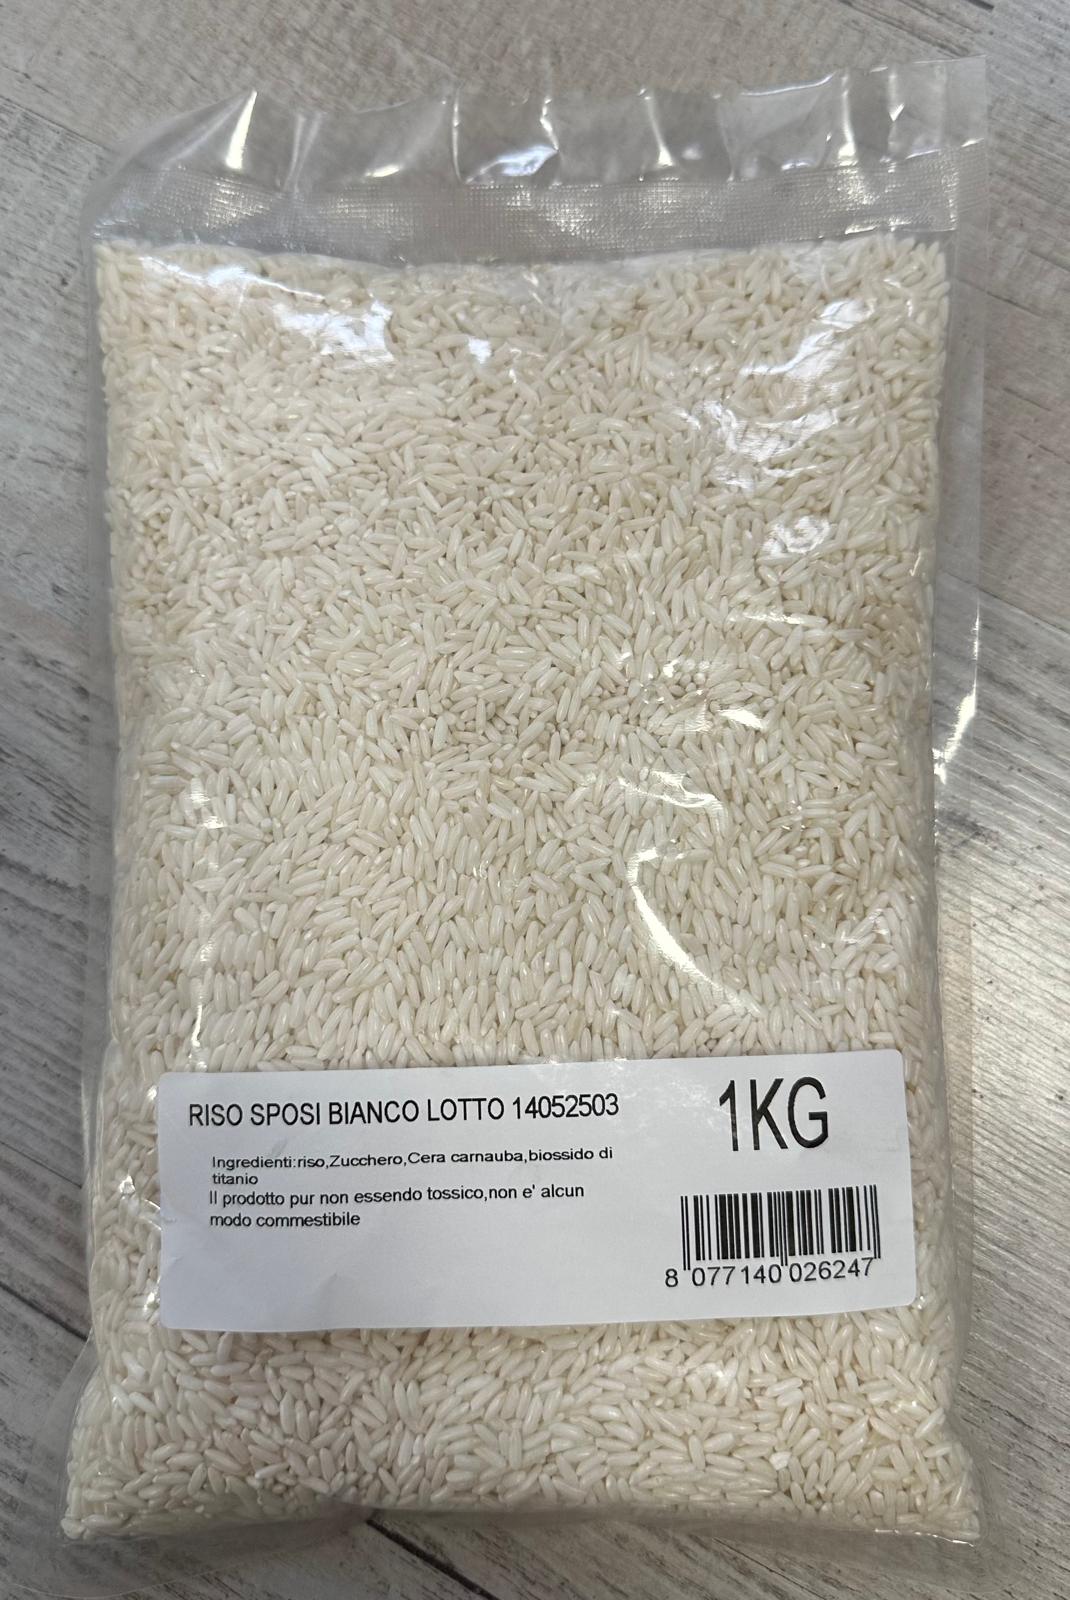 RISO SPOSI BIANCO LOTTO 14052503
1KG
Ingredienti:riso,Zucchero,Cera carnauba,biossido di
titanio
Il prodotto pur non essendo tossico,non e' alcun
modo commestibile
8 077140 026247